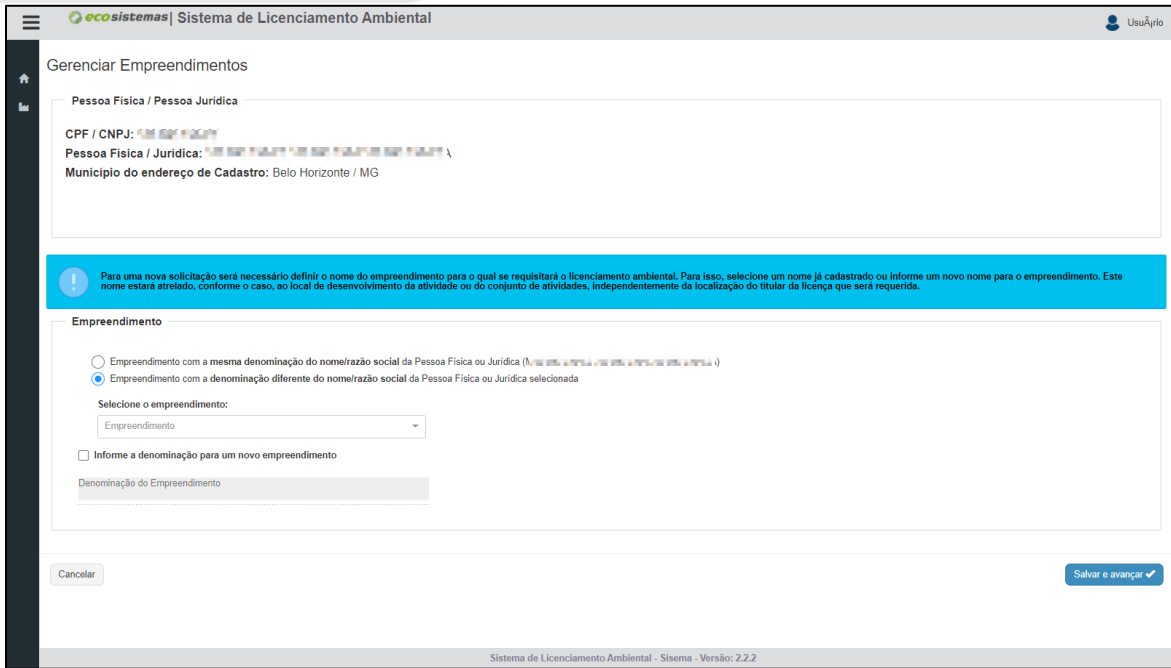 ecosistemas| Sistema de Licenciamento Ambiental
UsuÃ¡rio
Gerenciar Empreendimentos
Pessoa Física / Pessoa Jurídica
CPF / CNPJ:
Pessoa Fisica / Juridica:
Municipio do endereço de Cadastro: Belo Horizonte / MG
Para uma nova solicitação será necessário definir o nome do empreendimento para o qual se requisitará o licenciamento ambiental. Para isso, selecione um nome já cadastrado ou informe um novo nome para o empreendimento. Este
nome estará atrelado, conforme o caso, ao local de desenvolvimento da atividade ou do conjunto de atividades, independentemente da localização do titular da licença que será requerida.
Empreendimento
Empreendimento com a mesma denominação do nome/razão social da Pessoa Física ou Jurídica (
Empreendimento com a denominação diferente do nome/razão social da Pessoa Física ou Jurídica selecionada
Selecione o empreendimento:
Empreendimento
Informe a denominação para um novo empreendimento
Denominação do Empreendimento
Cancelar
Salvar e avançar
Sistema de Licenciamento Ambiental - Sisema - Versão: 2.2.2